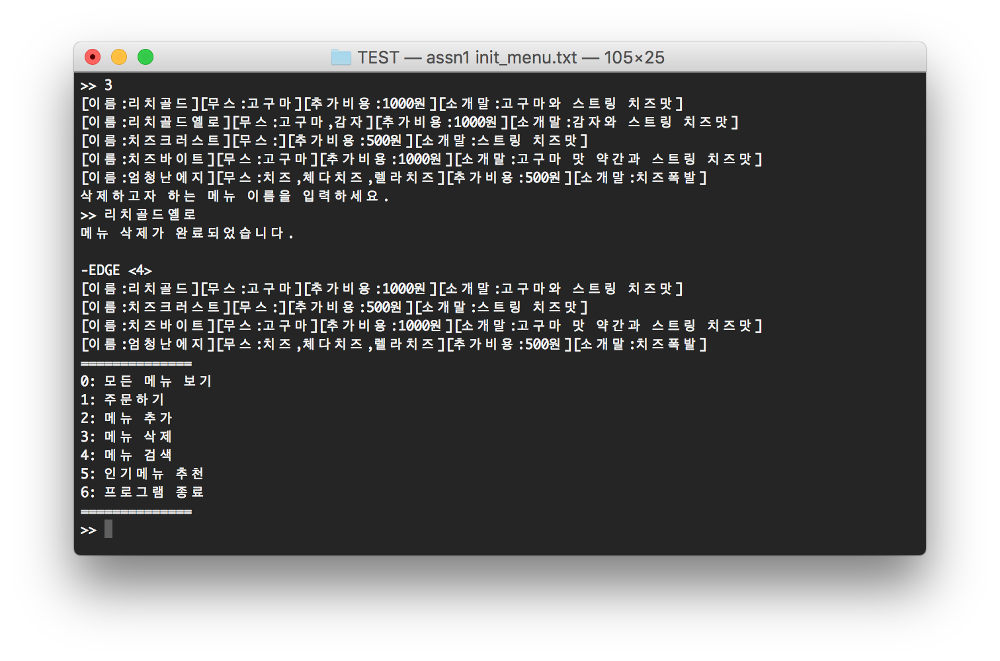 TEST — assn1 init_menu.txt — 105×25
>> 3
[이름:리치골드][무스:고구마][추가비용:1000원][소개말:고구마와 스트링 치즈맛]
[이름:리치골드옐로][무스:고구마,감자][추가비용:1000원][소개말:감자와 스트링 치즈맛]
[이름:치즈크러스트][무스:][추가비용:500원][소개말:스트링 치즈맛]
[이름:치즈바이트][무스:고구마][추가비용:1000원][소개말:고구마 맛 약간과 스트링 치즈맛]
[이름:엄청난에지][무스:치즈,체다치즈,렐라치즈][추가비용:500원][소개말:치즈폭발]
삭제하고자 하는 메뉴 이름을 입력하세요.
>> 리치골드옐로
메뉴 삭제가 완료되었습니다.
-EDGE <4>
[이름:리치골드][무스:고구마][추가비용:1000원][소개말:고구마와 스트링 치즈맛]
[이름:치즈크러스트][무스:][추가비용:500원][소개말:스트링 치즈맛]
[이름:치즈바이트][무스:고구마][추가비용:1000원][소개말:고구마 맛 약간과 스트링 치즈맛]
[이름:엄청난에지][무스:치즈,체다치즈,렐라치즈][추가비용:500원][소개말:치즈폭발]
==============
0: 모든 메뉴 보기
1: 주문하기
2: 메뉴 추가
3: 메뉴 삭제
4: 메뉴 검색
5: 인기메뉴 추천
6: 프로그램 종료
==============
>>